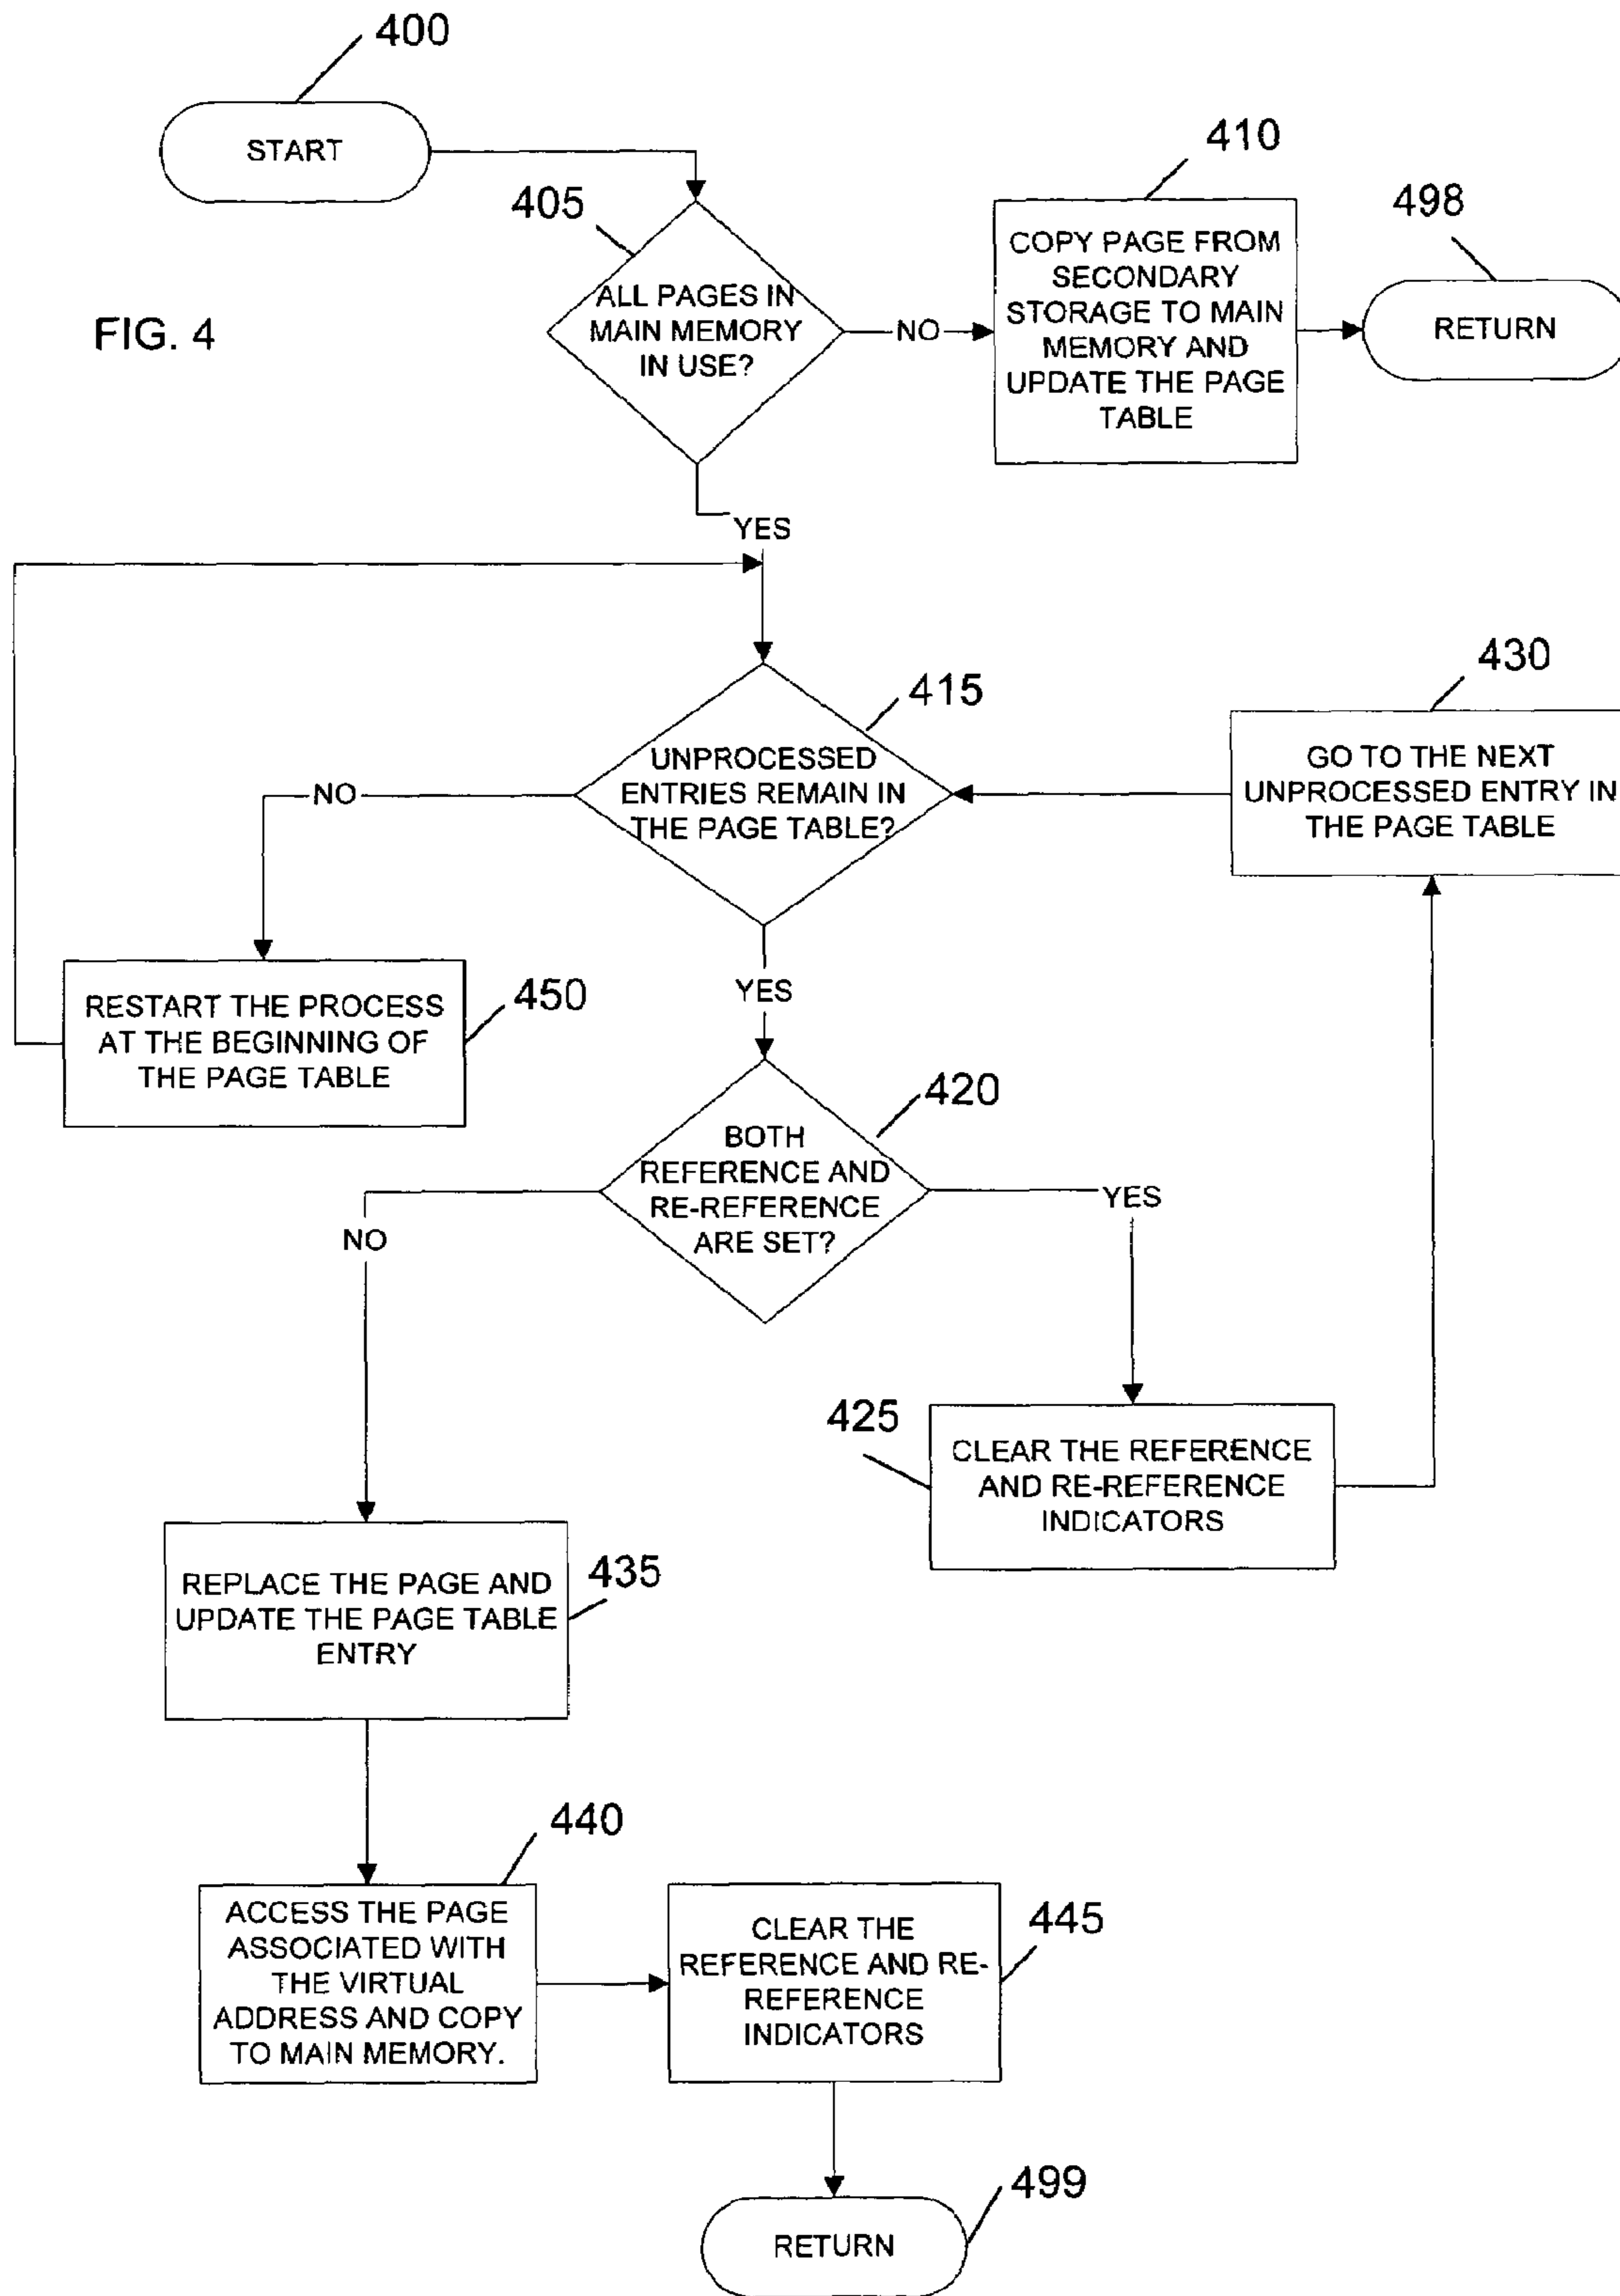 400
START
405
ALL PAGES IN
MAIN MEMORY
IN USE?
NO
410
COPY PAGE FROM
SECONDARY
STORAGE TO MAIN
MEMORY AND
UPDATE THE PAGE
TABLE
498
RETURN
FIG. 4
YES
415
UNPROCESSED
ENTRIES REMAIN IN
THE PAGE TABLE?
NO
430
GO TO THE NEXT
UNPROCESSED ENTRY IN
THE PAGE TABLE
YES
450
RESTART THE PROCESS
AT THE BEGINNING OF
THE PAGE TABLE
420
BOTH
REFERENCE AND
RE-REFERENCE
ARE SET?
YES
NO
425
CLEAR THE REFERENCE
AND RE-REFERENCE
INDICATORS
435
REPLACE THE PAGE AND
UPDATE THE PAGE TABLE
ENTRY
440
ACCESS THE PAGE
ASSOCIATED WITH
THE VIRTUAL
ADDRESS AND COPY
TO MAIN MEMORY.
445
CLEAR THE
REFERENCE AND RE-
REFERENCE
INDICATORS
499
RETURN